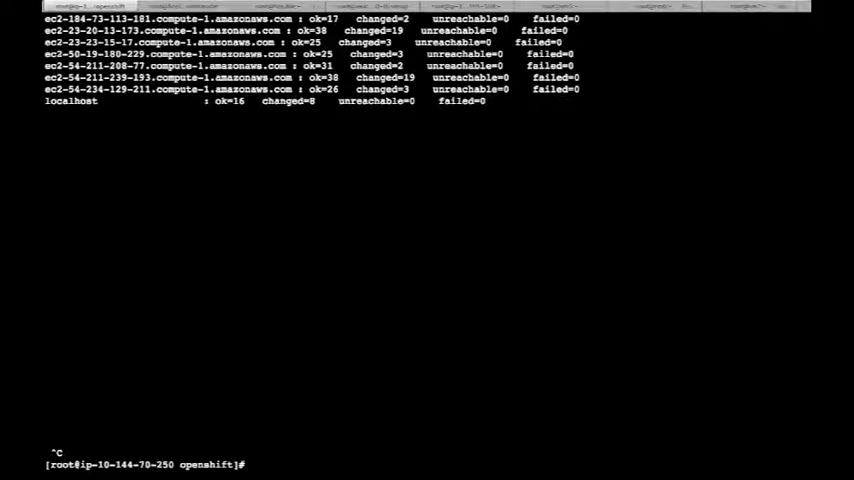 ec2-184-73-113-181.compute-1.amazonaws.com : ok=17 changed=2 unreachable=0 failed=0
ec2-23-20-13-173.compute-1.amazonaws.com : ok=38 changed=19 unreachable=0 failed=0
ec2-23-23-15-17.compute-1.amazonaws.com : ok=25 changed=3 unreachable=0 failed=0
ec2-50-19-180-229.compute-1.amazonaws.com : ok=25 changed=3 unreachable=0 failed=0
ec2-54-211-208-77.compute-1.amazonaws.com : ok=31 changed=2 unreachable=0 failed=0
ec2-54-211-239-193.compute-1.amazonaws.com : ok=38 changed=19 unreachable=0 failed=0
ec2-54-234-129-211.compute-1.amazonaws.com : ok=26 changed=3 unreachable=0 failed=0
localhost : ok=16 changed=8 unreachable=0 failed=0
^C
[root@ip-10-144-70-250 openshift]#